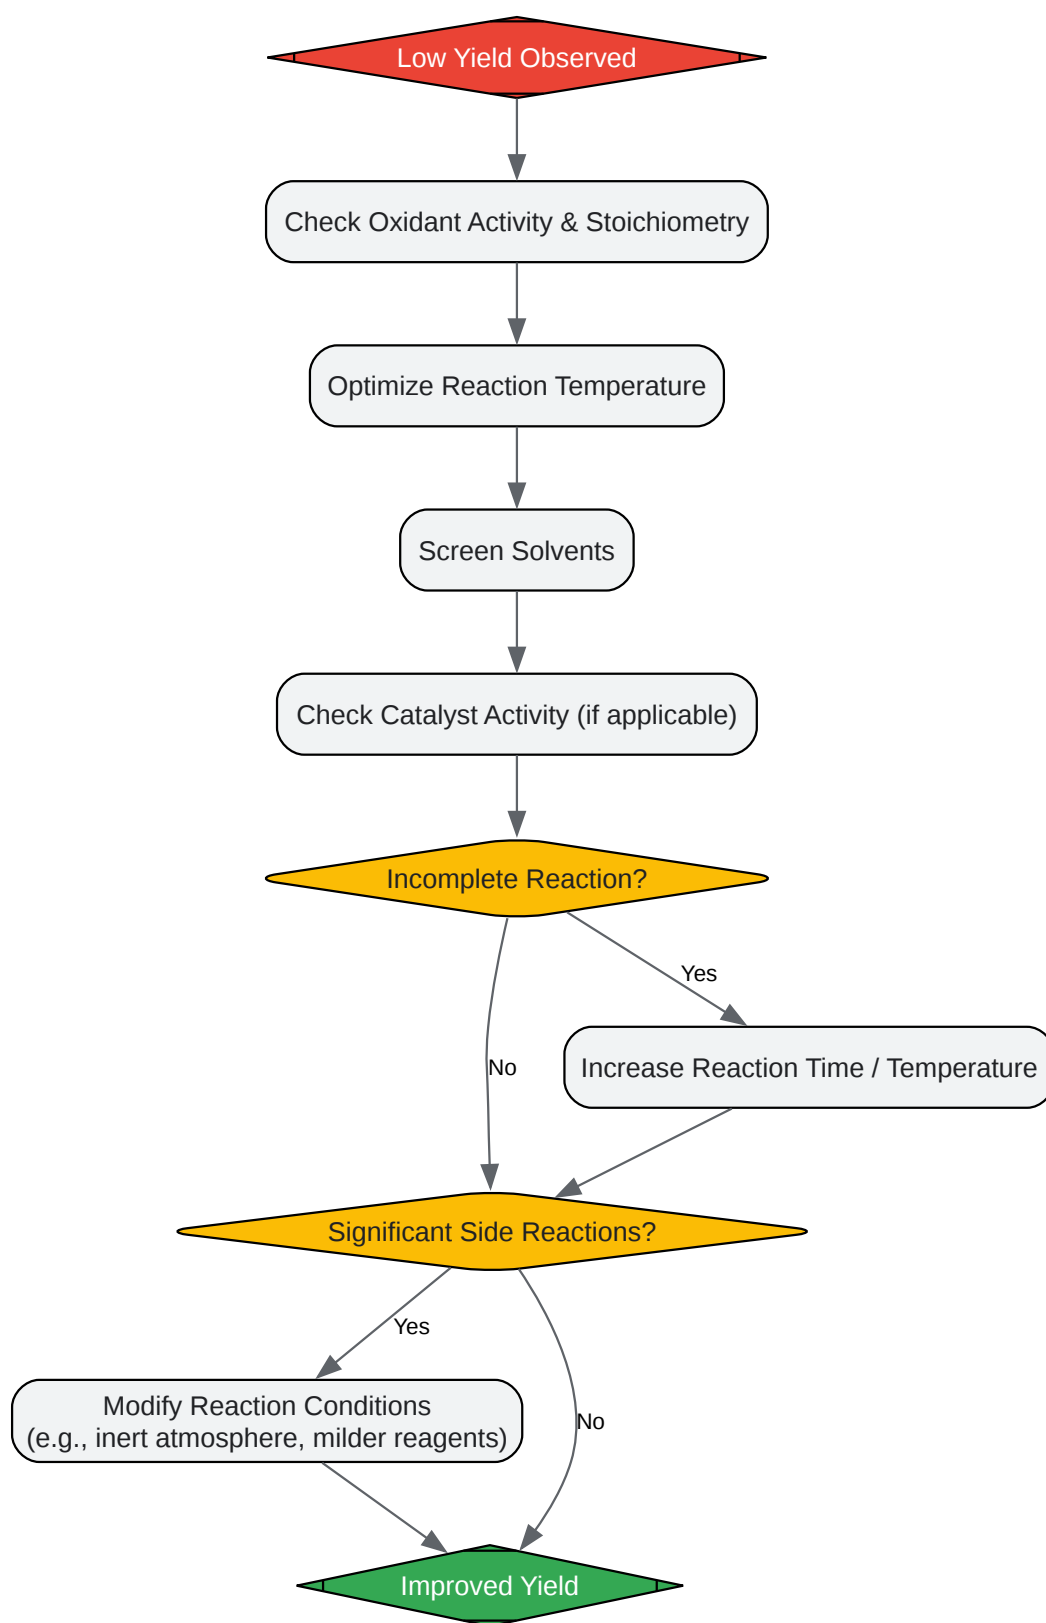 Low Yield Observed
Check Oxidant Activity & Stoichiometry
Optimize Reaction Temperature
Screen Solvents
Check Catalyst Activity (if applicable)
Incomplete Reaction?
Yes
No
Increase Reaction Time / Temperature
Significant Side Reactions?
Yes
Modify Reaction Conditions
(e.g., inert atmosphere, milder reagents)
No
Improved Yield